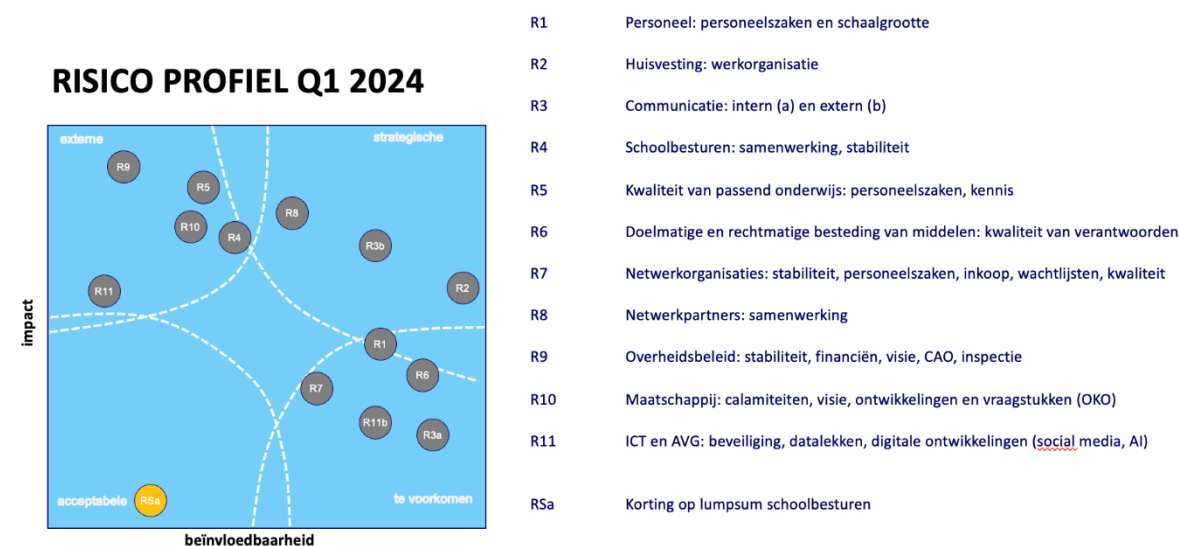 RISICO PROFIEL Q1 2024
externe
strategische
R9
R5
R10
R4
R8
R3b
R11
R2
R1
R6
R7
R11b
R3a
acceptabele
RSa
te voorkomen
impact
beïnvloedbaarheid
R1 Personeel: personeelszaken en schaalgrootte
R2 Huisvesting: werkorganisatie
R3 Communicatie: intern (a) en extern (b)
R4 Schoolbesturen: samenwerking, stabiliteit
R5 Kwaliteit van passend onderwijs: personeelszaken, kennis
R6 Doelmatige en rechtmatige besteding van middelen: kwaliteit van verantwoorden
R7 Netwerkorganisaties: stabiliteit, personeelszaken, inkoop, wachtlijsten, kwaliteit
R8 Netwerkpartners: samenwerking
R9 Overheidsbeleid: stabiliteit, financiën, visie, CAO, inspectie
R10 Maatschappij: calamiteiten, visie, ontwikkelingen en vraagstukken (OKO)
R11 ICT en AVG: beveiliging, datalekken, digitale ontwikkelingen (social media, AI)
RSa Korting op lumpsum schoolbesturen